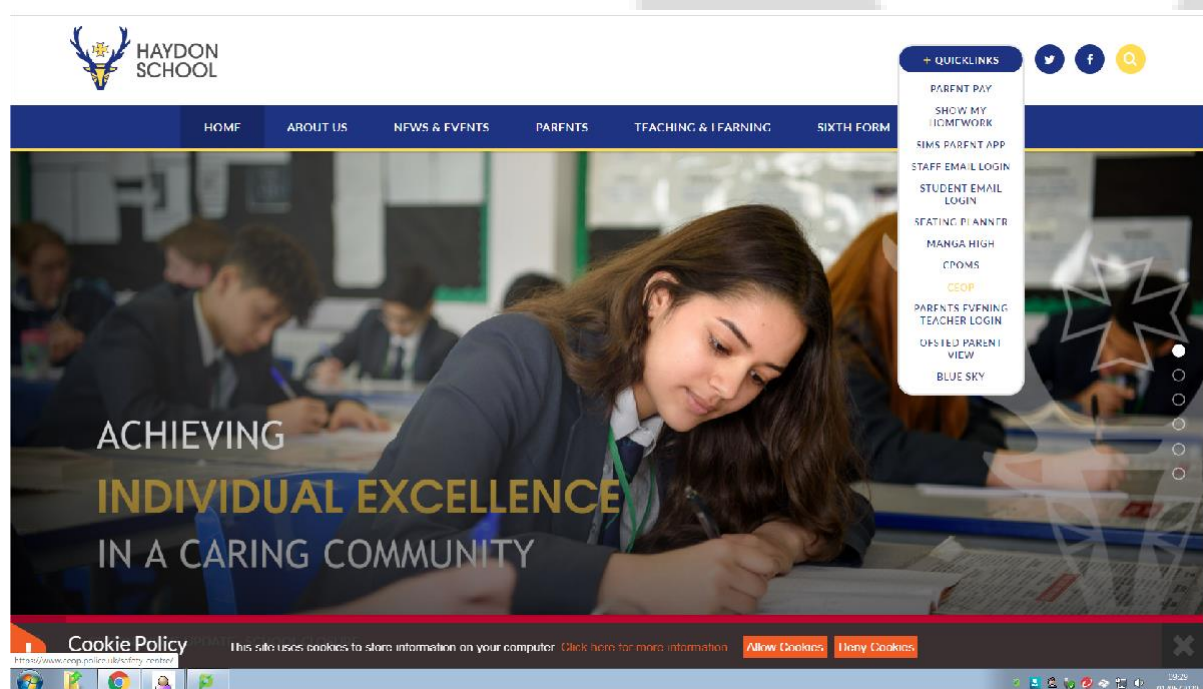 HAYDON
SCHOOL
+ QUICKLINKS
PARENT PAY
SHOW MY
HOMEWORK
SIMS PARENT APP
STAFF EMAIL LOGIN
STUDENT EMAIL
LOGIN
SEATING PLANNER
MANGA HIGH
CPOMS
CEOP
PARENTS EVENING
TEACHER LOGIN
OFSTED PARENT
VIEW
BLUE SKY
HOME ABOUT US NEWS & EVENTS PARENTS TEACHING & LEARNING SIXTH FORM
ACHIEVING
INDIVIDUAL EXCELLENCE
IN A CARING COMMUNITY
Cookie Policy This site uses cookies to store information on your computer Click here for more information Allow Cookies Deny Cookies
https://www.ceop.police.uk/safety-centre/
09:29